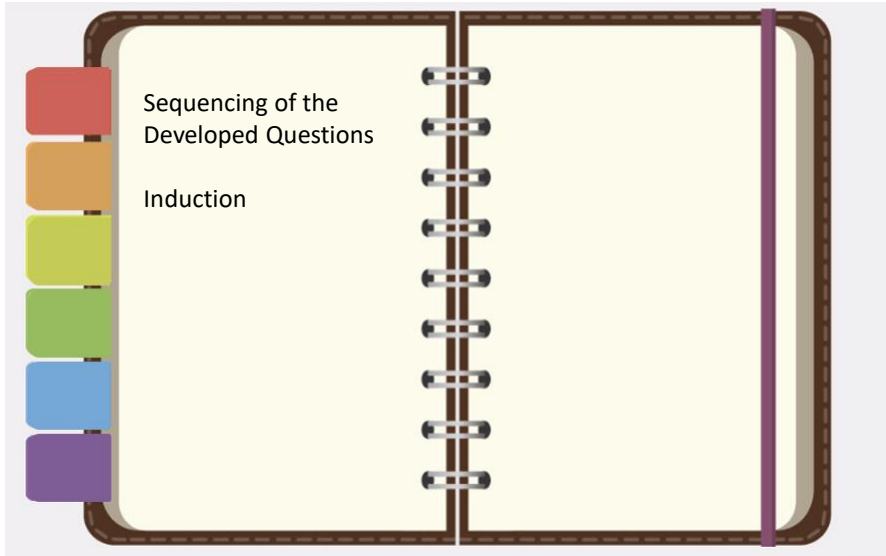 Sequencing of the
Developed Questions
Induction